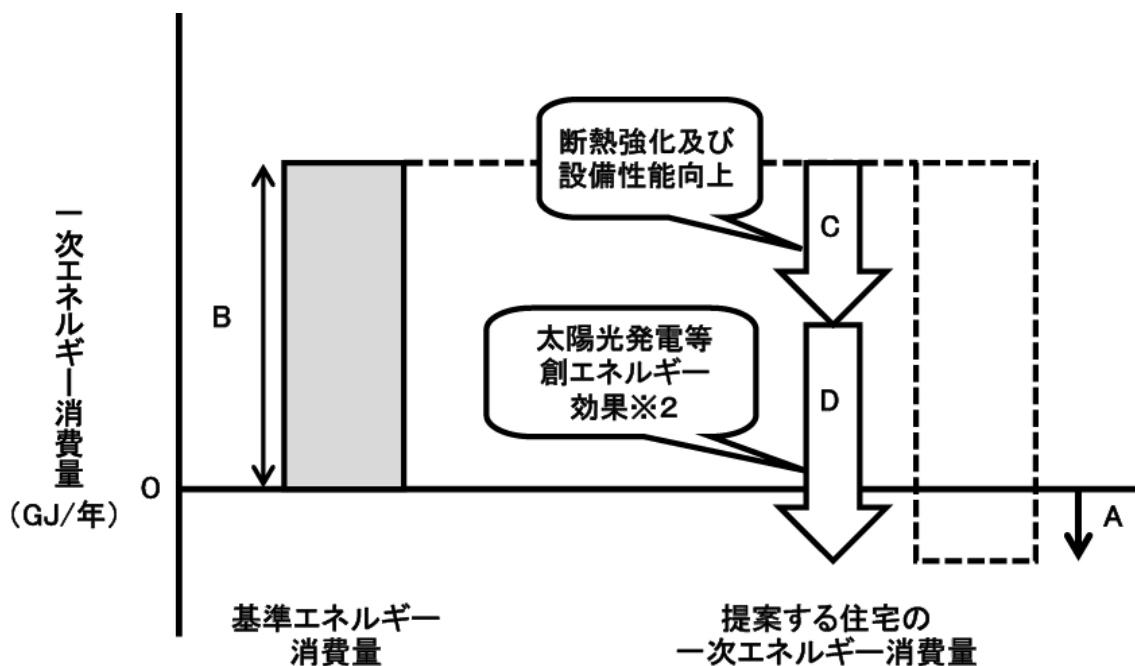 断熱強化及び
設備性能向上
C
一次エネルギー消費量
(GJ/年)
B
太陽光発電等
創エネルギー
効果※2
D
0
A
基準エネルギー
消費量
提案する住宅の
一次エネルギー消費量